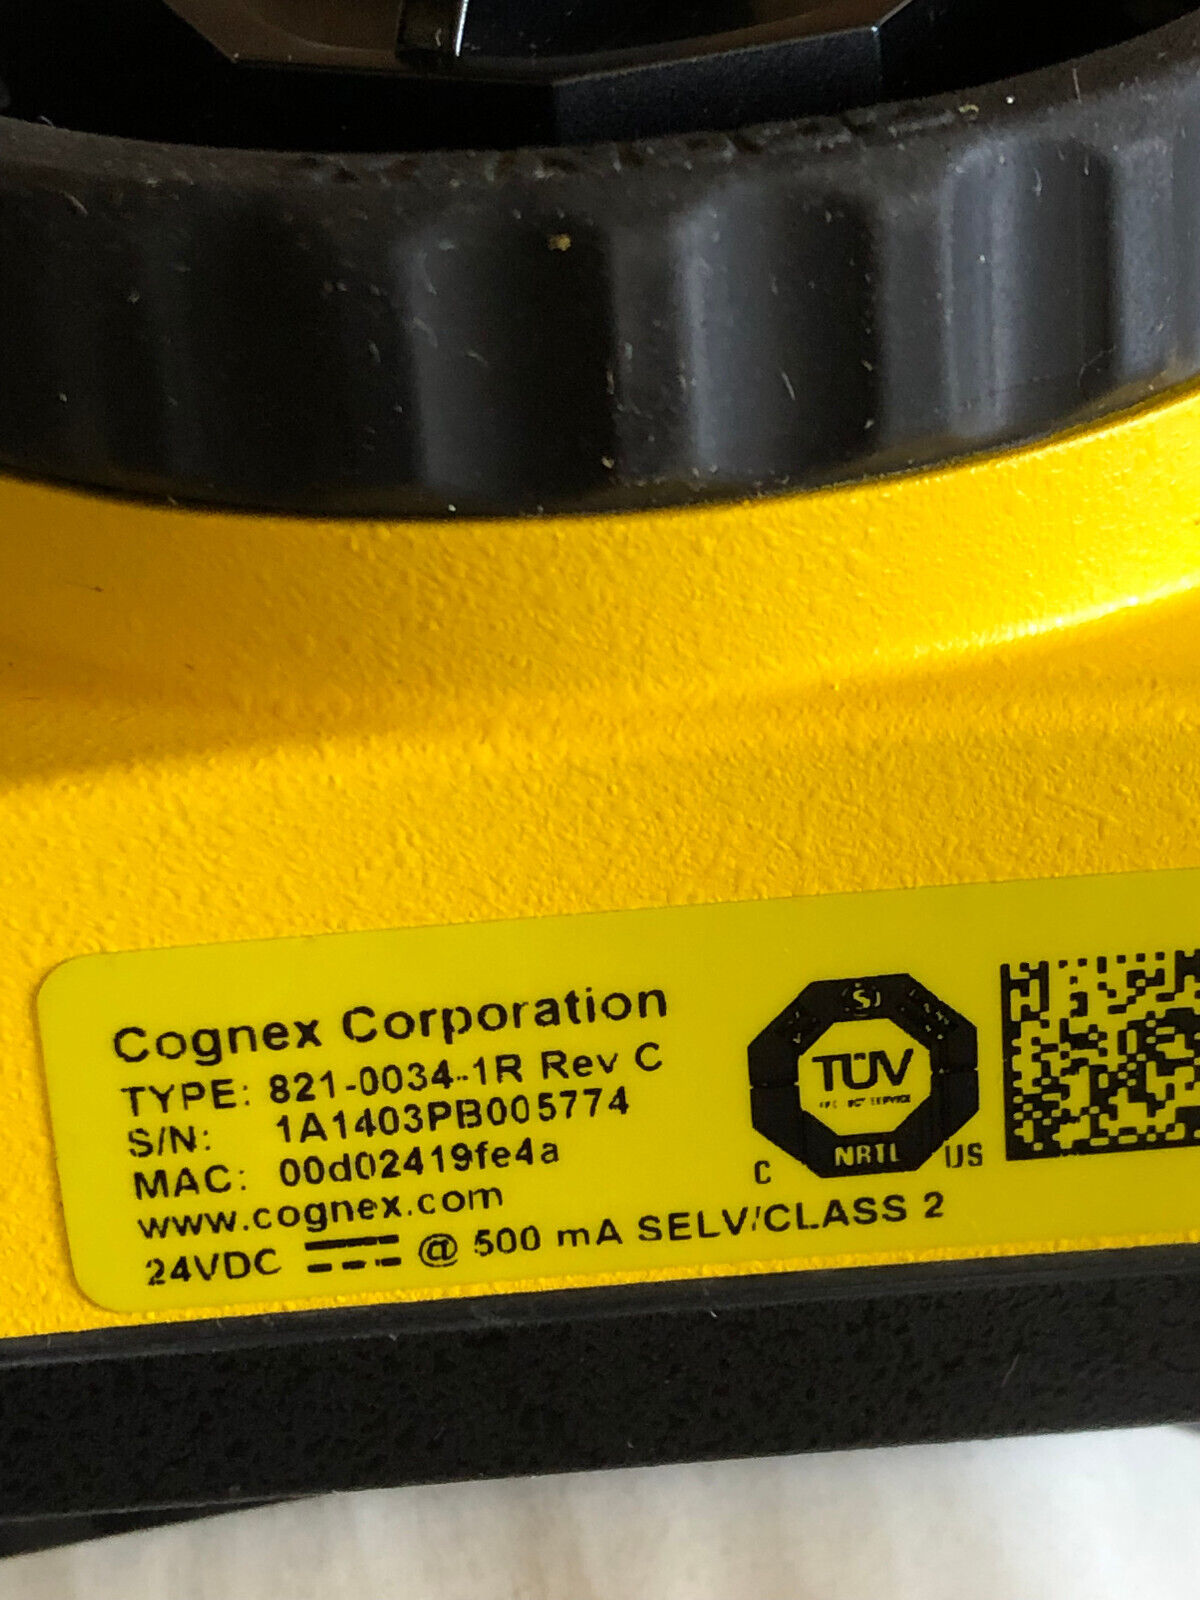 Cognex Corporation
TYPE: 821-0034-1R Rev C
S/N: 1A1403PB005774
MAC: 00d02419fe4a
www.cognex.com
24VDC @ 500 mA SELV/CLASS 2
S
TÜV
SERVICE
NRTL
C US